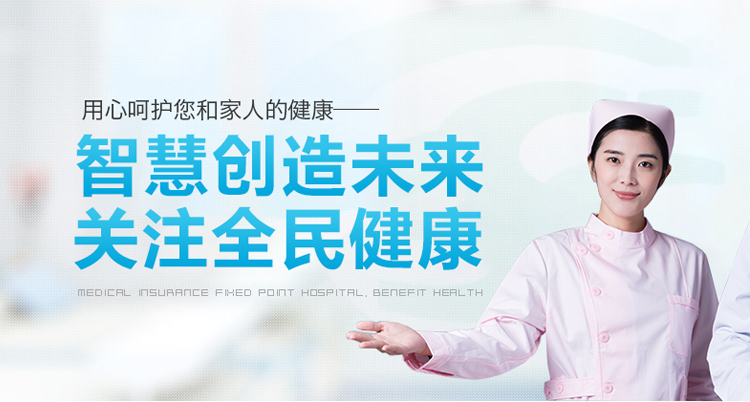 用心呵护您和家人的健康——
智慧创造未来
关注全民健康
MEDICAL INSURANCE FIXED POINT HOSPITAL, BENEFIT HEALTH